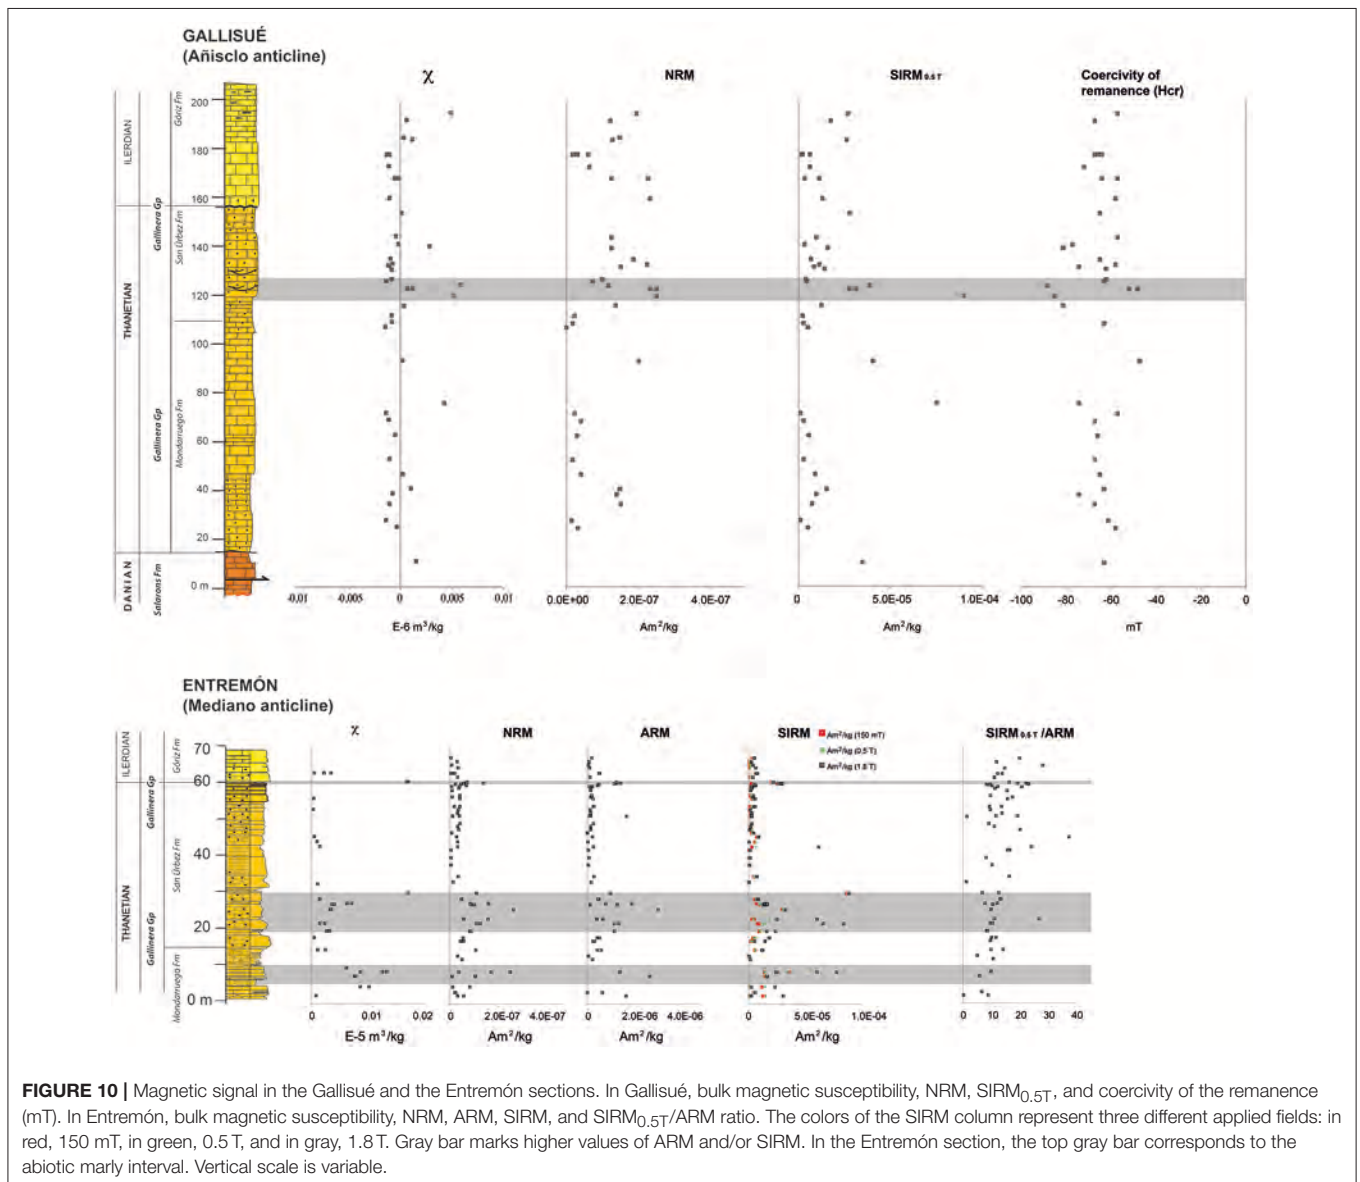 GALLISUÉ
(Añisclo anticline)
χ
NRM
SIRM 0.5 T
Coercivity of
remanence (Hcr)
ILERDIAN
THANETIAN
DANIAN
Gallinera Gp
Gallinera Gp
Salarons Fm
Góriz Fm
San Úrbez Fm
Mondarruego Fm
200
180
160
140
120
100
80
60
40
20
0 m
-0.01 -0.005 0 0.005 0.01
E-6 m³/kg
0.0E+00 2.0E-07 4.0E-07
Am²/kg
0 5.0E-05 1.0E-04
Am²/kg
-100 -80 -60 -40 -20 0
mT
ENTREMÓN
(Mediano anticline)
χ
NRM
ARM
SIRM
Am²/kg (150 mT)
Am²/kg (0.5 T)
Am²/kg (1.8 T)
SIRM 0.5 T /ARM
ILERDIAN
THANETIAN
Gallinera Gp
Gallinera Gp
Góriz Fm
San Úrbez Fm
Mondarruego Fm
70
60
40
20
0 m
0 0.01 0.02
E-5 m³/kg
0 2.0E-07 4.0E-07
Am²/kg
0 2.0E-06 4.0E-06
Am²/kg
0 5.0E-05 1.0E-04
Am²/kg
0 10 20 30 40
FIGURE 10 | Magnetic signal in the Gallisué and the Entremón sections. In Gallisué, bulk magnetic susceptibility, NRM, SIRM0.5T, and coercivity of the remanence
(mT). In Entremón, bulk magnetic susceptibility, NRM, ARM, SIRM, and SIRM0.5T/ARM ratio. The colors of the SIRM column represent three different applied fields: in
red, 150 mT, in green, 0.5 T, and in gray, 1.8 T. Gray bar marks higher values of ARM and/or SIRM. In the Entremón section, the top gray bar corresponds to the
abiotic marly interval. Vertical scale is variable.